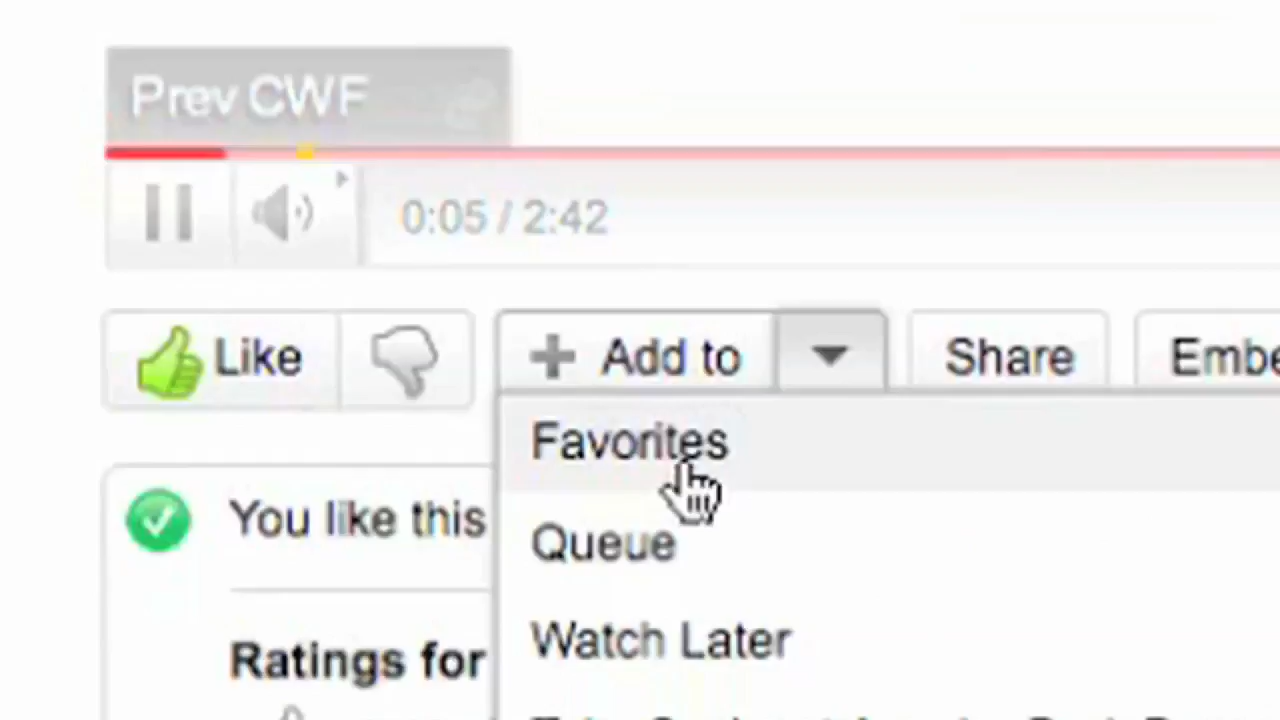 Prev CWF
0:05 / 2:42
Like
Add to
Share
Embe
Favorites
You like this
Queue
Watch Later
Ratings for